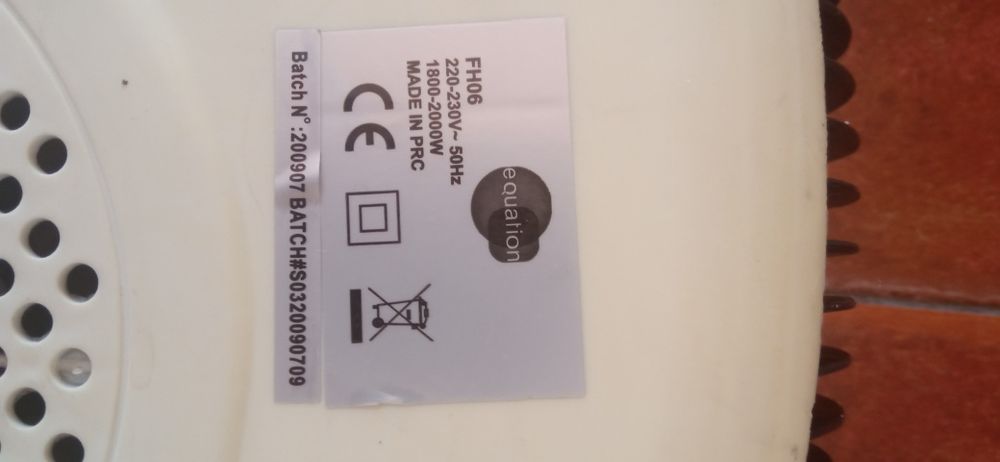 FH06
220-230V~ 50Hz
1800-2000W
MADE IN PRC
equation
CE
Batch N°:200907 BATCH#S0320090709